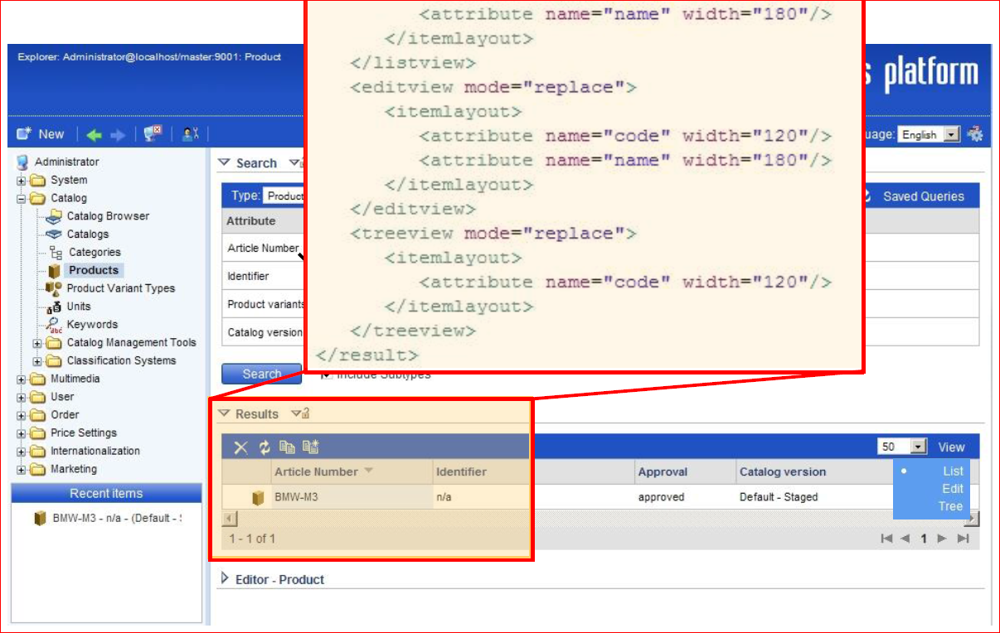 <attribute name="name" width="180"/>
</itemlayout>
</listview>
<editview mode="replace">
<itemlayout>
<attribute name="code" width="120"/>
<attribute name="name" width="180"/>
</itemlayout>
</editview>
<treeview mode="replace">
<itemlayout>
<attribute name="code" width="120"/>
</itemlayout>
</treeview>
</result>
Explorer: Administrator@localhost/master:9001: Product
platform
New
English
Administrator
System
Catalog
Catalog Browser
Catalogs
Categories
Products
Product Variant Types
Units
Keywords
Catalog Management Tools
Classification Systems
Multimedia
User
Order
Price Settings
Internationalization
Marketing
Recent items
BMW-M3 - n/a - (Default -
Search
Type: Product
Saved Queries
Attribute
Article Number
Identifier
Product variants
Catalog version
Search
Include Subtypes
Results
50 View
Article Number Identifier Approval Catalog version
BMW-M3 n/a approved Default - Staged
List
Edit
Tree
1 - 1 of 1
1
Editor - Product